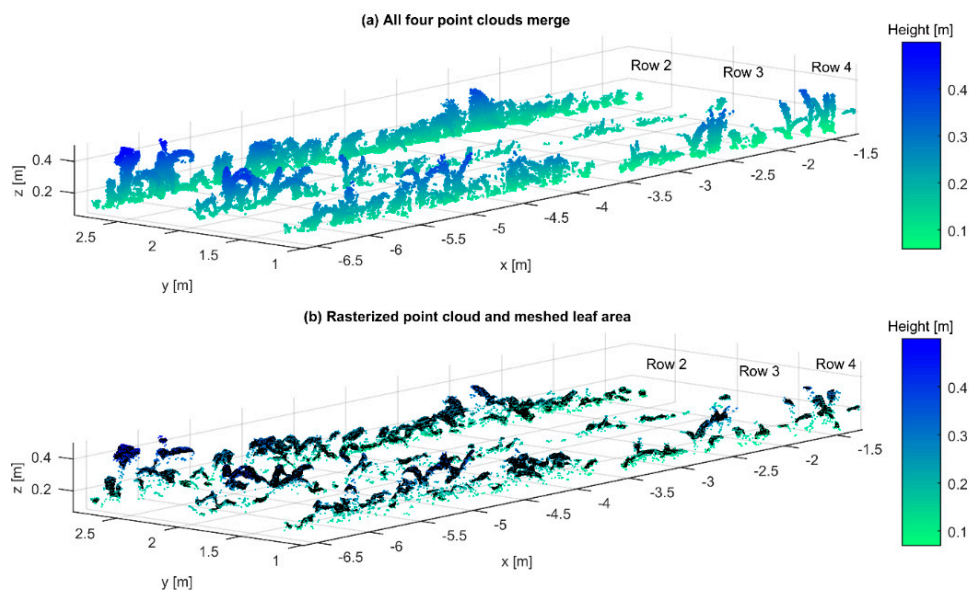 (a) All four point clouds merge
Height [m]
Row 2
Row 3
Row 4
0.4
0.3
0.2
0.1
z [m]
0.4
0.2
2.5
2
1.5
1
y [m]
-6.5
-6
-5.5
-5
-4.5
-4
-3.5
-3
-2.5
-2
-1.5
x [m]
(b) Rasterized point cloud and meshed leaf area
Height [m]
Row 2
Row 3
Row 4
0.4
0.3
0.2
0.1
z [m]
0.4
0.2
2.5
2
1.5
1
y [m]
-6.5
-6
-5.5
-5
-4.5
-4
-3.5
-3
-2.5
-2
-1.5
x [m]